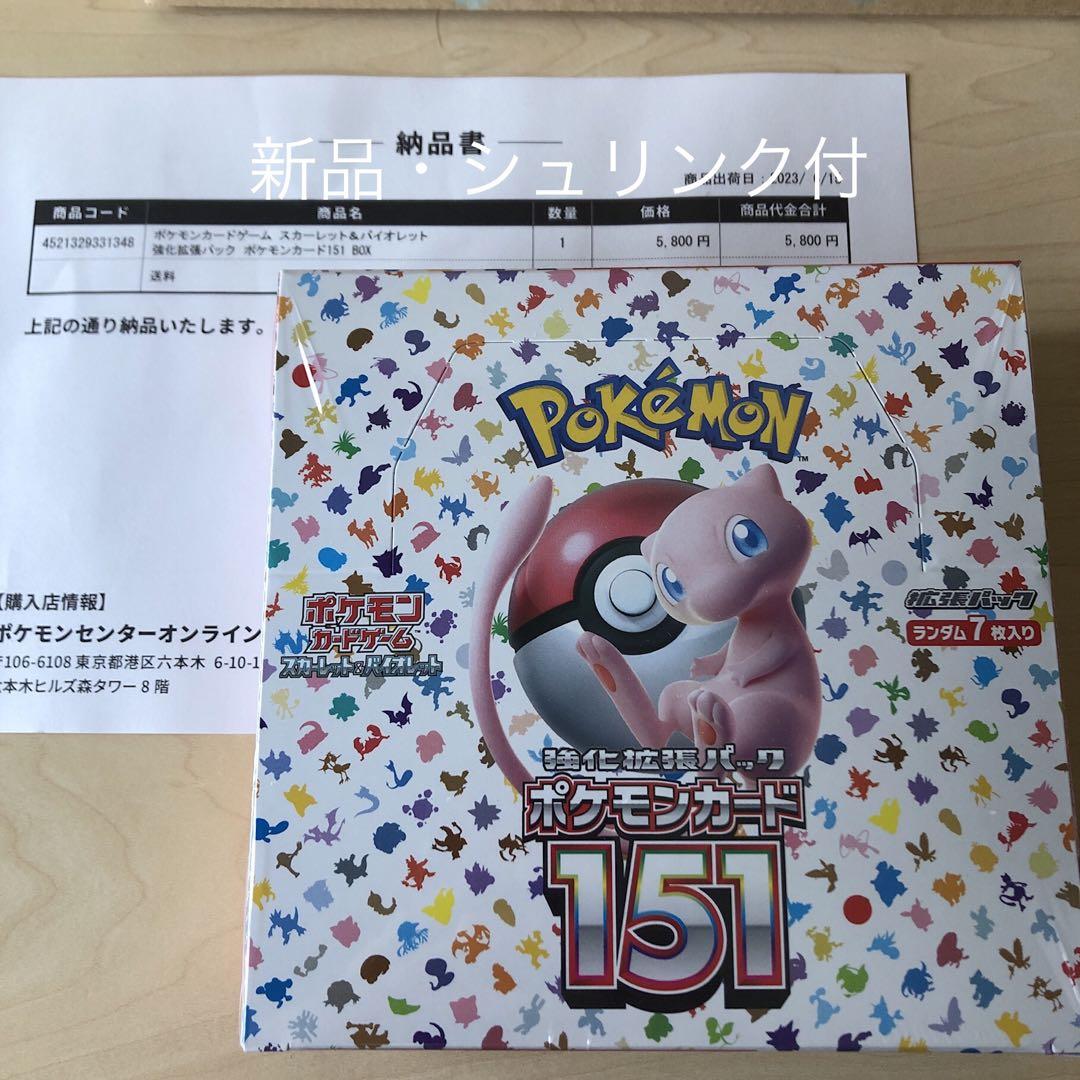 納品書
新品・シュリンク付
商品出荷日：2023/
商品コード 商品名 数量 価格 商品代金合計
4521329331348 ポケモンカードゲーム スカーレット&バイオレット 1 5,800 円 5,800 円
強化拡張パック ポケモンカード151 BOX
送料
上記の通り納品いたします。
Pokémon
TM
【購入店情報】
ポケモンセンターオンライン
〒106-6108 東京都港区六本木 6-10-1
六本木ヒルズ森タワー 8 階
ポケモン
カードゲーム
スカーレット&バイオレット
拡張パック
ランダム 7 枚入り
強化拡張パック
ポケモンカード
151